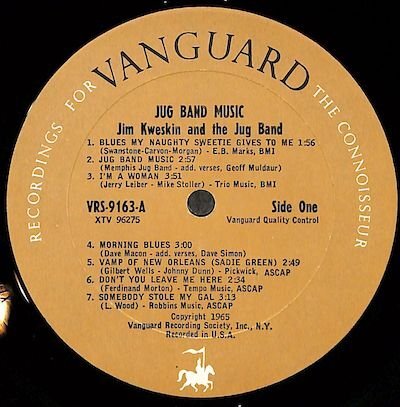 RECORDINGS FOR VANGUARD THE CONNOISSEUR
JUG BAND MUSIC
Jim Kweskin and the Jug Band
1. BLUES MY NAUGHTY SWEETIE GIVES TO ME 1:56
(Swanstone-Carvon-Morgan) - E.B. Marks, BMI
2. JUG BAND MUSIC 2:57
(Memphis Jug Band - add. verses, Geoff Muldaur)
3. I'M A WOMAN 3:51
(Jerry Leiber - Mike Stoller) - Trio Music, BMI
VRS-9163-A Side One
XTV 96275 Vanguard Quality Control
4. MORNING BLUES 3:00
(Dave Macon - add. verses, Dave Simon)
5. VAMP OF NEW ORLEANS (SADIE GREEN) 2:49
(Gilbert Wells - Johnny Dunn) - Pickwick, ASCAP
6. DON'T YOU LEAVE ME HERE 2:34
(Ferdinand Morton) - Tempo Music, ASCAP
7. SOMEBODY STOLE MY GAL 3:13
(L. Wood) - Robbins Music, ASCAP
Copyright 1965
Vanguard Recording Society, Inc., N.Y.
Recorded in U.S.A.